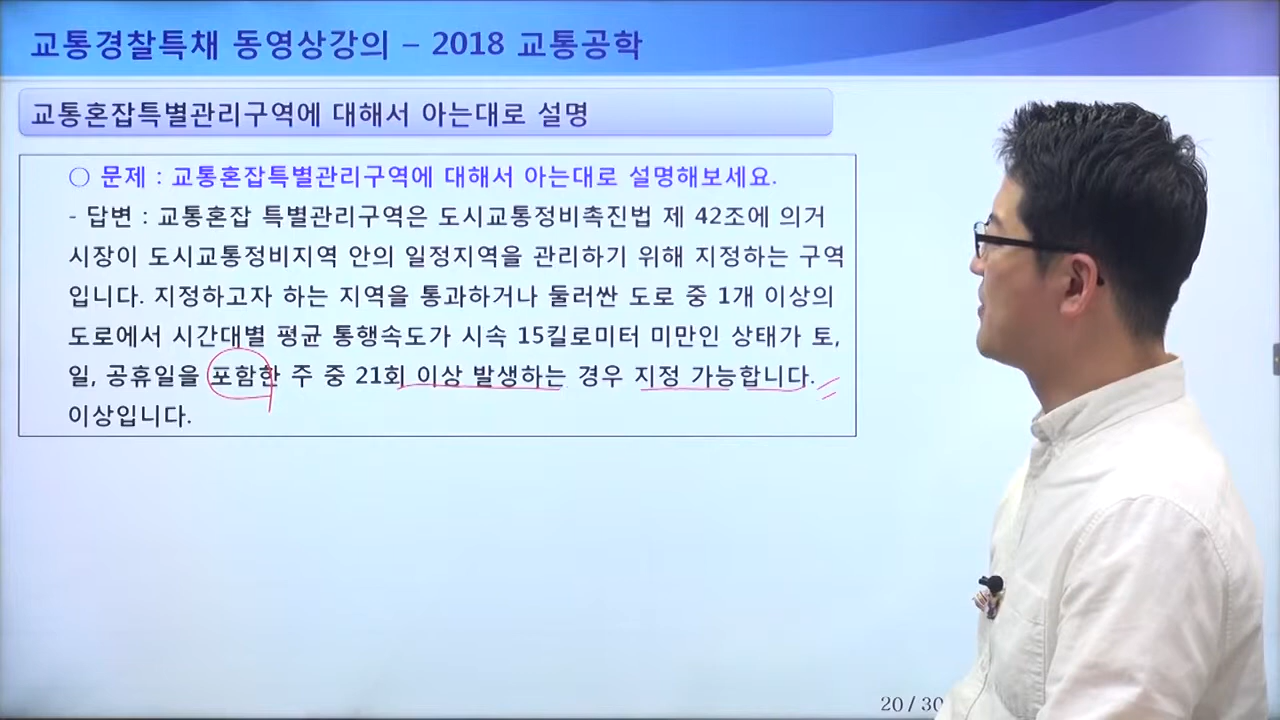 교통경찰특채 동영상강의 – 2018 교통공학
교통혼잡특별관리구역에 대해서 아는대로 설명
○ 문제 : 교통혼잡특별관리구역에 대해서 아는대로 설명해보세요.
- 답변 : 교통혼잡 특별관리구역은 도시교통정비촉진법 제 42조에 의거
시장이 도시교통정비지역 안의 일정지역을 관리하기 위해 지정하는 구역
입니다. 지정하고자 하는 지역을 통과하거나 둘러싼 도로 중 1개 이상의
도로에서 시간대별 평균 통행속도가 시속 15킬로미터 미만인 상태가 토,
일, 공휴일을 포함한 주 중 21회 이상 발생하는 경우 지정 가능합니다.
이상입니다.
20 / 30